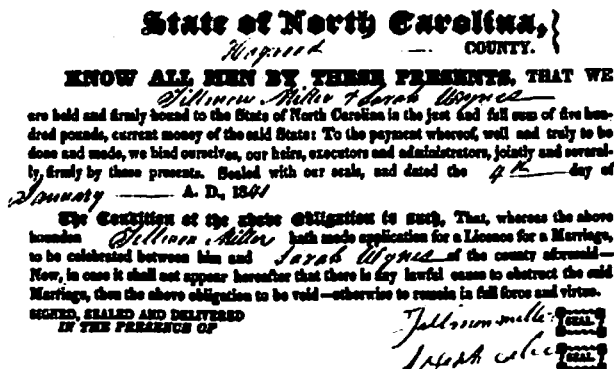 State of North Carolina,
Haywood — COUNTY.
KNOW ALL MEN BY THESE PRESENTS, THAT WE
Tillmon Miller & Sarah Wynes
are held and firmly bound to the State of North Carolina in the just and full sum of five hun-
dred pounds, current money of the said State: To the payment whereof, well and truly to be
done and made, we bind ourselves, our heirs, executors and administrators, jointly and several-
ly, firmly by these presents. Sealed with our seals, and dated the 9th day of
January — A. D., 1841
The Condition of the above Obligation is such, That, whereas the above
bounden Tillmon Miller hath made application for a Licence for a Marriage,
to be celebrated between him and Sarah Wynes of the county aforesaid—
Now, in case it shall not appear hereafter that there is any lawful cause to obstruct the said
Marriage, then the above obligation to be void—otherwise to remain in full force and virtue.
SIGNED, SEALED AND DELIVERED
IN THE PRESENCE OF
Tillmon Miller SEAL
Joseph SEAL